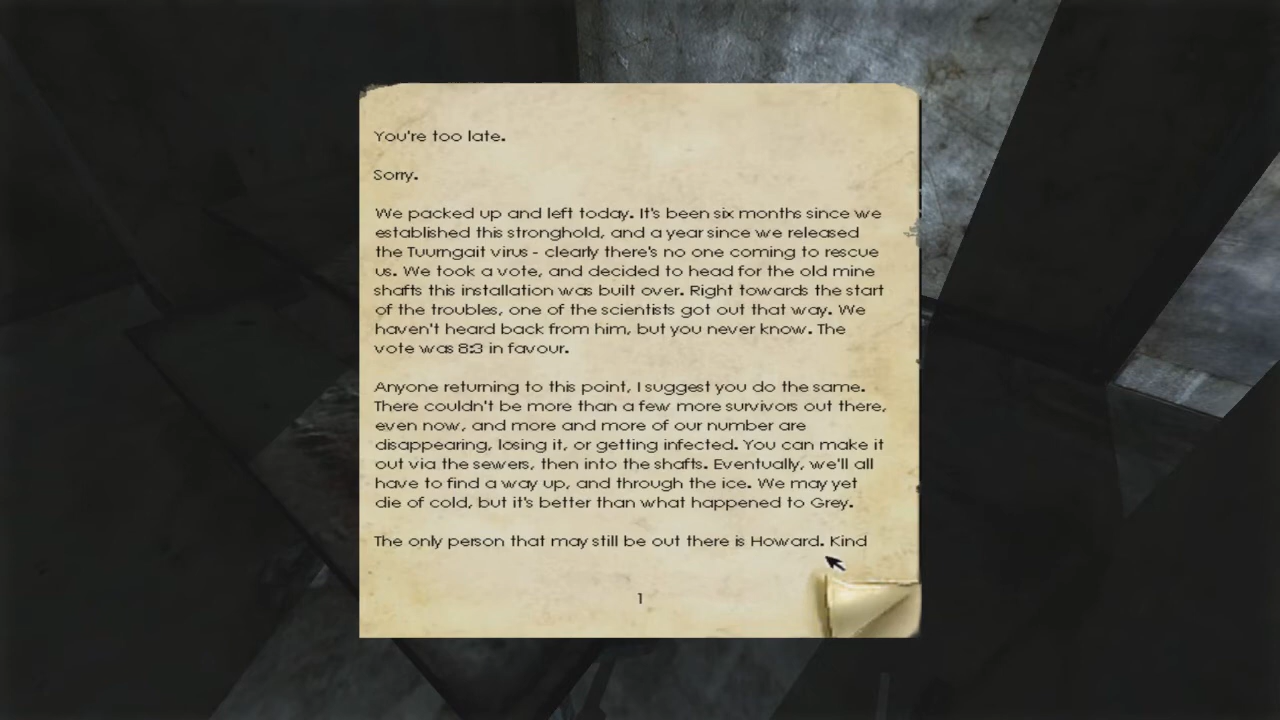 You're too late.
Sorry.
We packed up and left today. It's been six months since we
established this stronghold, and a year since we released
the Tuurngait virus - clearly there's no one coming to rescue
us. We took a vote, and decided to head for the old mine
shafts this installation was built over. Right towards the start
of the troubles, one of the scientists got out that way. We
haven't heard back from him, but you never know. The
vote was 8:3 in favour.
Anyone returning to this point, I suggest you do the same.
There couldn't be more than a few more survivors out there,
even now, and more and more of our number are
disappearing, losing it, or getting infected. You can make it
out via the sewers, then into the shafts. Eventually, we'll all
have to find a way up, and through the ice. We may yet
die of cold, but it's better than what happened to Grey.
The only person that may still be out there is Howard. Kind
1